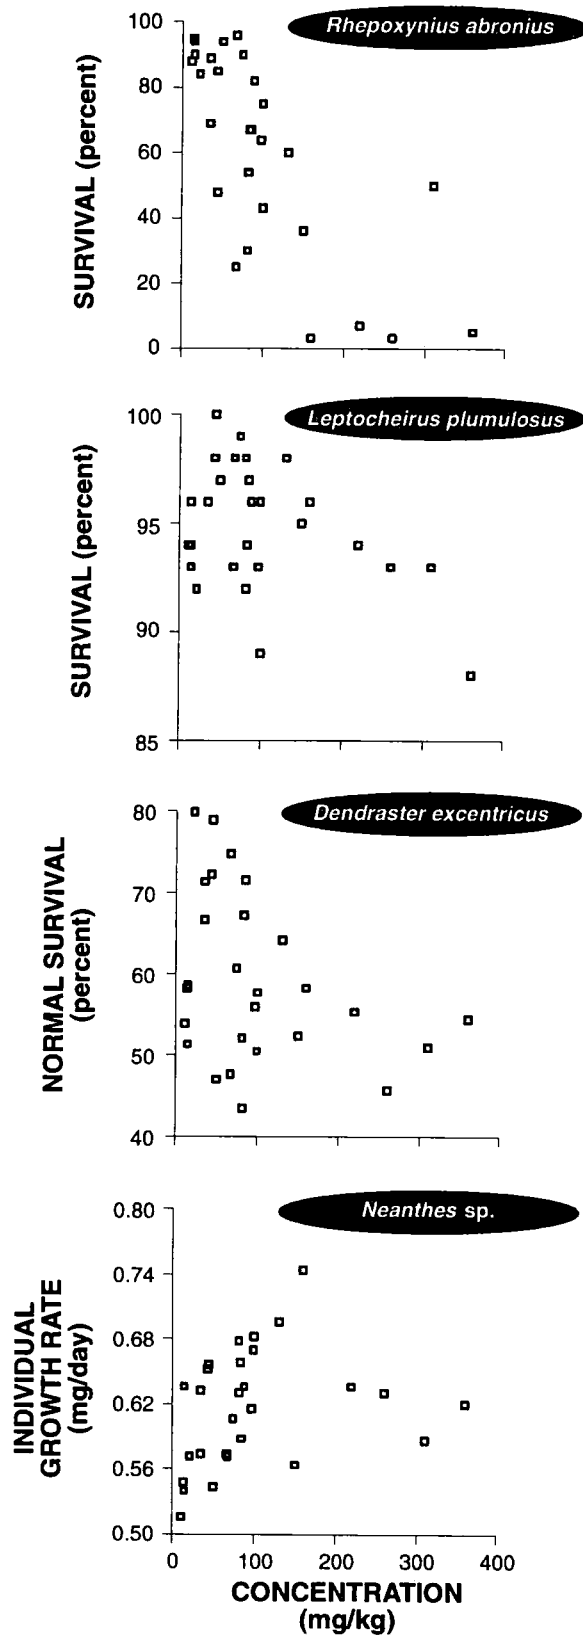 Rhepoxynius abronius
SURVIVAL (percent)
100
80
60
40
20
0
Leptocheirus plumulosus
SURVIVAL (percent)
100
95
90
85
Dendraster excentricus
NORMAL SURVIVAL
(percent)
80
70
60
50
40
Neanthes sp.
INDIVIDUAL
GROWTH RATE
(mg/day)
0.80
0.74
0.68
0.62
0.56
0.50
0 100 200 300 400
CONCENTRATION
(mg/kg)